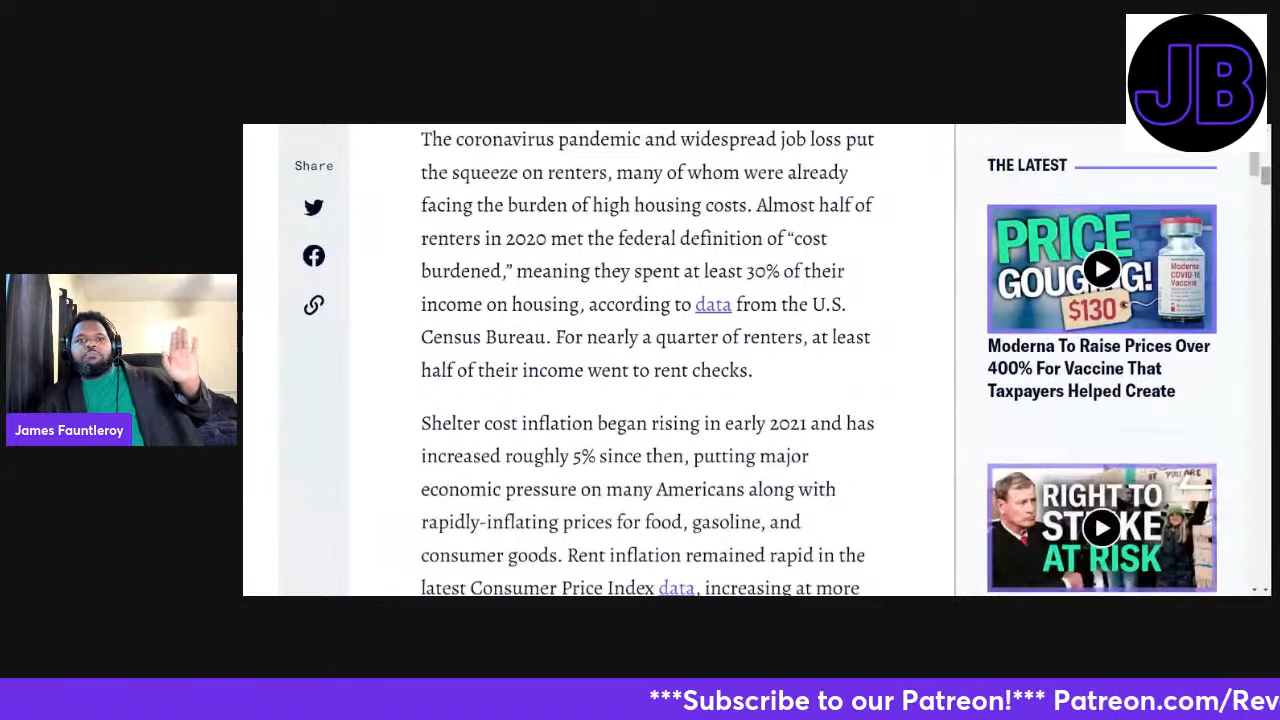 JB
Share
The coronavirus pandemic and widespread job loss put
the squeeze on renters, many of whom were already
facing the burden of high housing costs. Almost half of
renters in 2020 met the federal definition of “cost
burdened,” meaning they spent at least 30% of their
income on housing, according to data from the U.S.
Census Bureau. For nearly a quarter of renters, at least
half of their income went to rent checks.
Shelter cost inflation began rising in early 2021 and has
increased roughly 5% since then, putting major
economic pressure on many Americans along with
rapidly-inflating prices for food, gasoline, and
consumer goods. Rent inflation remained rapid in the
latest Consumer Price Index data, increasing at more
THE LATEST
PRICE
GOUGING!
$130
Moderna
COVID-19
Vaccine
Moderna To Raise Prices Over
400% For Vaccine That
Taxpayers Helped Create
YOU ARE
RIGHT TO
STRIKE
AT RISK
James Fauntleroy
***Subscribe to our Patreon!*** Patreon.com/Rev